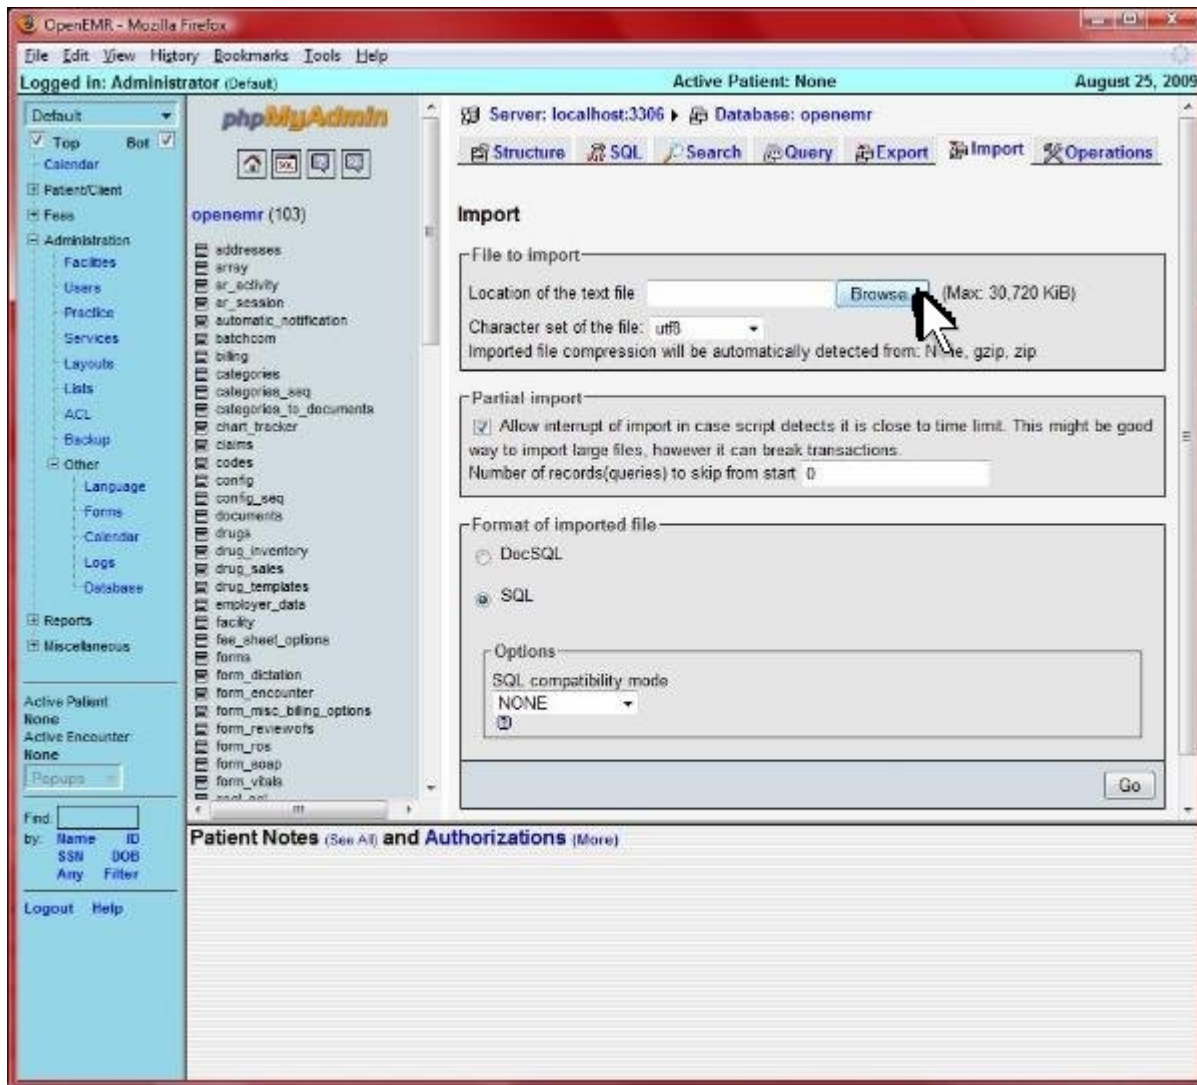 OpenEMR - Mozilla Firefox
File Edit View History Bookmarks Tools Help
Logged in: Administrator (Default)
Active Patient: None
August 25, 2009
Default
Top Bot
Calendar
Patient/Client
Fees
Administration
Facilities
Users
Practice
Services
Layouts
Lists
ACL
Backup
Other
Language
Forms
Calendar
Logs
Database
Reports
Miscellaneous
Active Patient
None
Active Encounter
None
Popups
Find:
by: Name ID
SSN DOB
Any Filter
Logout Help
phpMyAdmin
SQL
openemr (103)
addresses
array
ar_activity
ar_session
automatic_notification
batchcom
billing
categories
categories_seq
categories_to_documents
chart_tracker
claims
codes
config
config_seq
documents
drugs
drug_inventory
drug_sales
drug_templates
employer_data
facility
fee_sheet_options
forms
form_dictation
form_encounter
form_misc_billing_options
form_reviewofs
form_ros
form_soap
form_vitals
Server: localhost:3306 Database: openemr
Structure SQL Search Query Export Import Operations
Import
File to import
Location of the text file Browse... (Max: 30,720 KiB)
Character set of the file: utf8
Imported file compression will be automatically detected from: None, gzip, zip
Partial import
Allow interrupt of import in case script detects it is close to time limit. This might be good
way to import large files, however it can break transactions.
Number of records(queries) to skip from start 0
Format of imported file
DocSQL
SQL
Options
SQL compatibility mode
NONE
Go
Patient Notes (See All) and Authorizations (More)